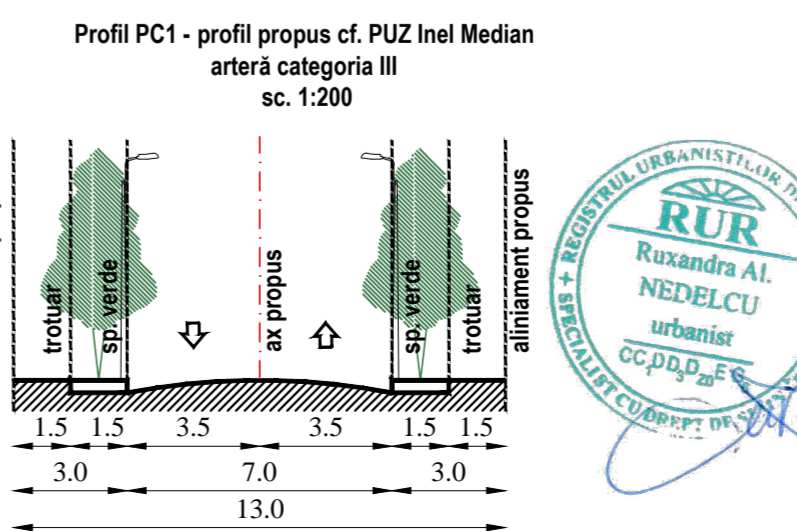 Profil PC1 - profil propus cf. PUZ Inel Median
arteră categoria III
sc. 1:200
trotuar
sp. verde
ax propus
sp. verde
trotuar
aliniament propus
1.5 1.5 3.5 3.5 1.5 1.5
3.0 7.0 3.0
13.0
REGISTRUL URBANISTILOR
RUR
Ruxandra Al.
NEDELCU
urbanist
SPECIALIST CU DREPT DE